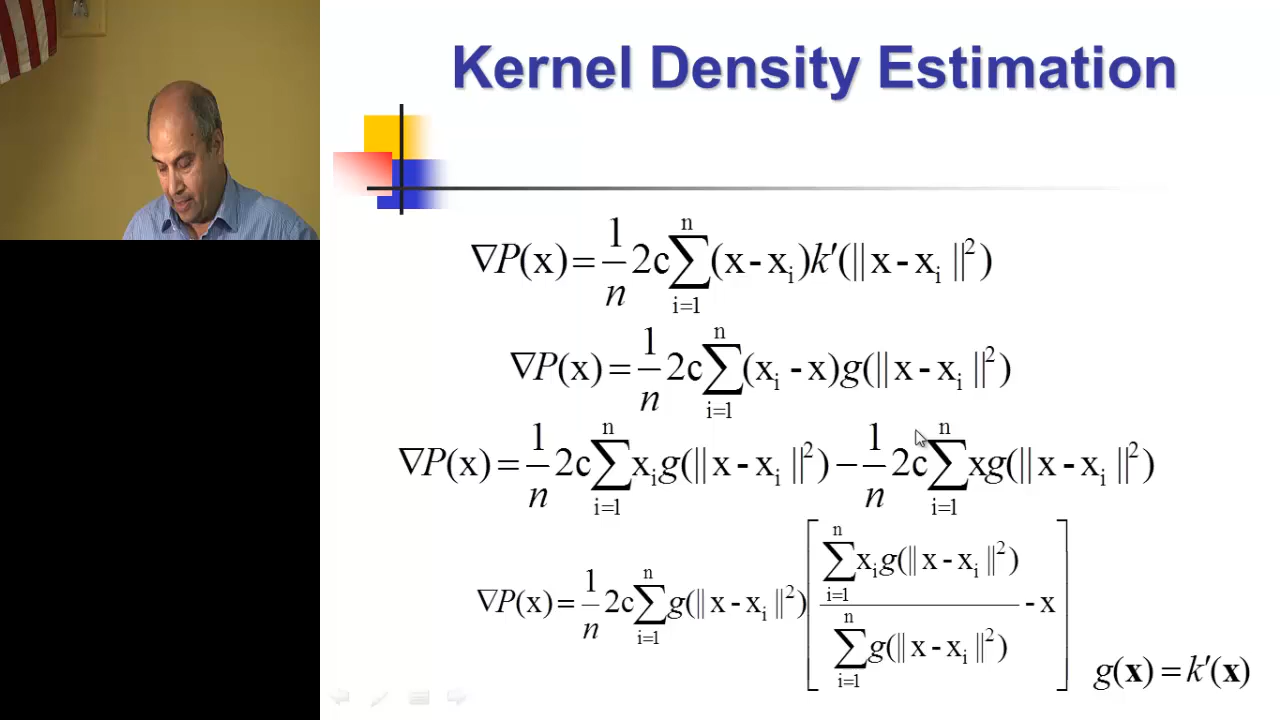 Kernel Density Estimation
∇P(x) = 1/n 2c ∑_{i=1}^{n} (x - x_i) k′(|| x - x_i ||²)
∇P(x) = 1/n 2c ∑_{i=1}^{n} (x_i - x) g(|| x - x_i ||²)
∇P(x) = 1/n 2c ∑_{i=1}^{n} x_i g(|| x - x_i ||²) − 1/n 2c ∑_{i=1}^{n} x g(|| x - x_i ||²)
∇P(x) = 1/n 2c ∑_{i=1}^{n} g(|| x - x_i ||²) [ ∑_{i=1}^{n} x_i g(|| x - x_i ||²) / ∑_{i=1}^{n} g(|| x - x_i ||²) - x ]
g(x) = k′(x)